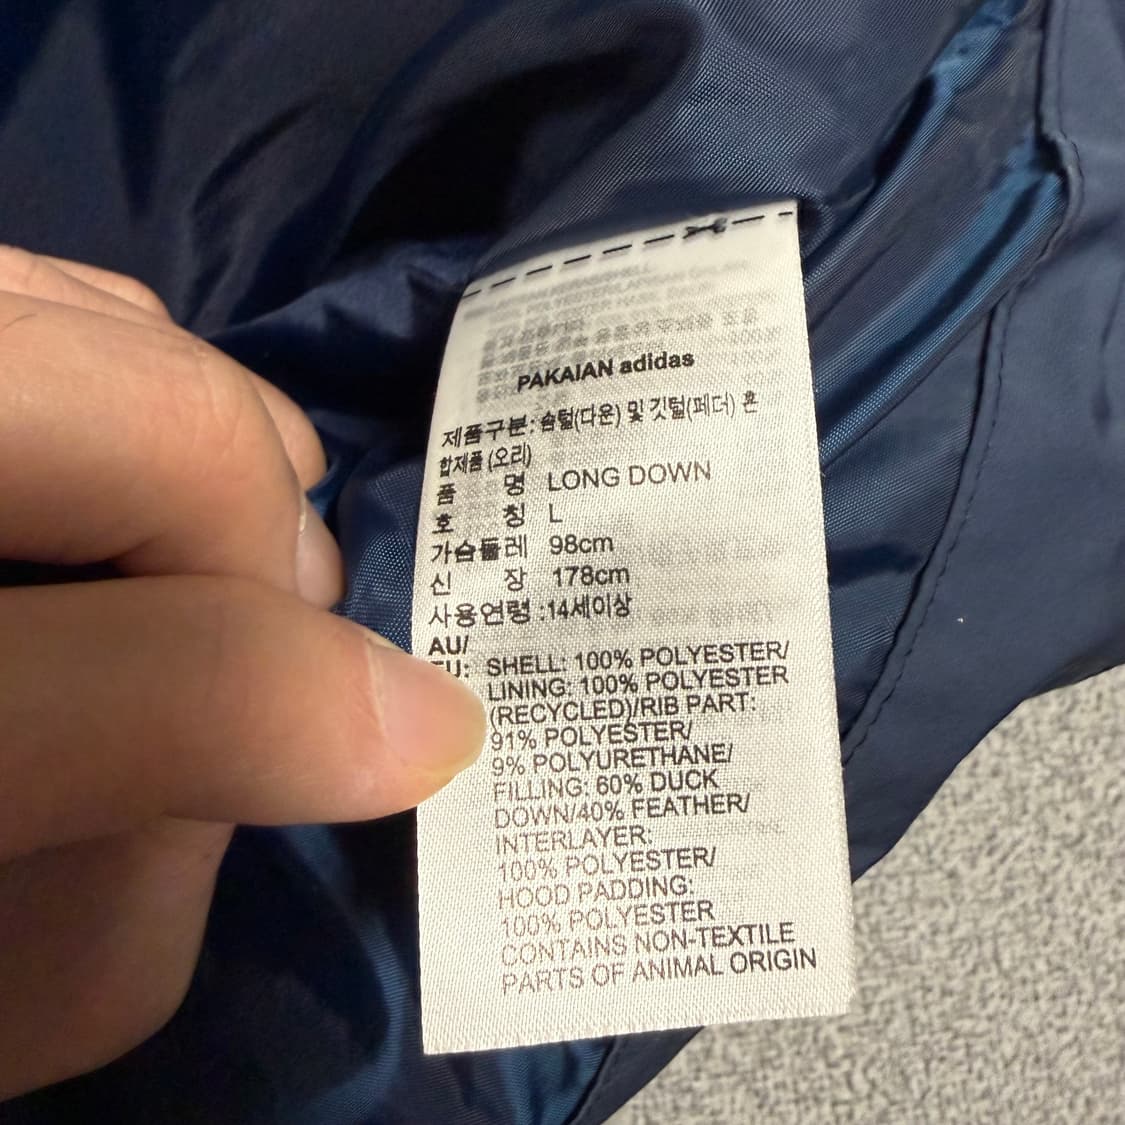 PAKAIAN adidas
제품구분: 솜털(다운) 및 깃털(페더) 혼
합제품 (오리)
품 명 LONG DOWN
호 칭 L
가슴둘레 98cm
신 장 178cm
사용연령 :14세이상
AU/
EU: SHELL: 100% POLYESTER/
LINING: 100% POLYESTER
(RECYCLED)/RIB PART:
91% POLYESTER/
9% POLYURETHANE/
FILLING: 60% DUCK
DOWN/40% FEATHER/
INTERLAYER:
100% POLYESTER/
HOOD PADDING:
100% POLYESTER
CONTAINS NON-TEXTILE
PARTS OF ANIMAL ORIGIN